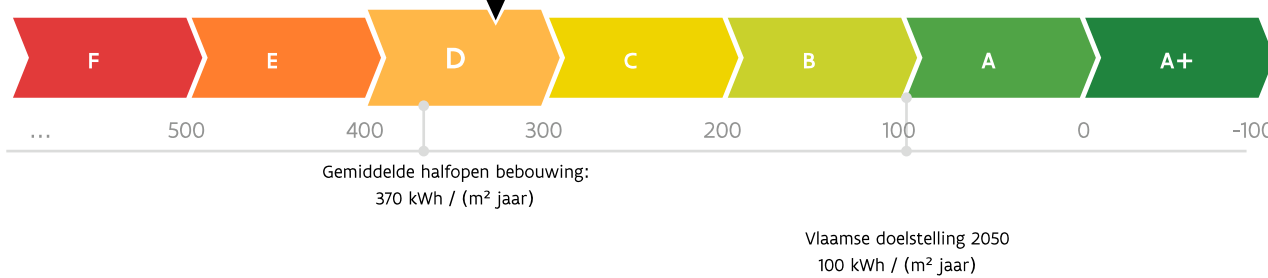 F E D C B A A+
... 500 400 300 200 100 0 -100
Gemiddelde halfopen bebouwing:
370 kWh / (m² jaar)
Vlaamse doelstelling 2050
100 kWh / (m² jaar)